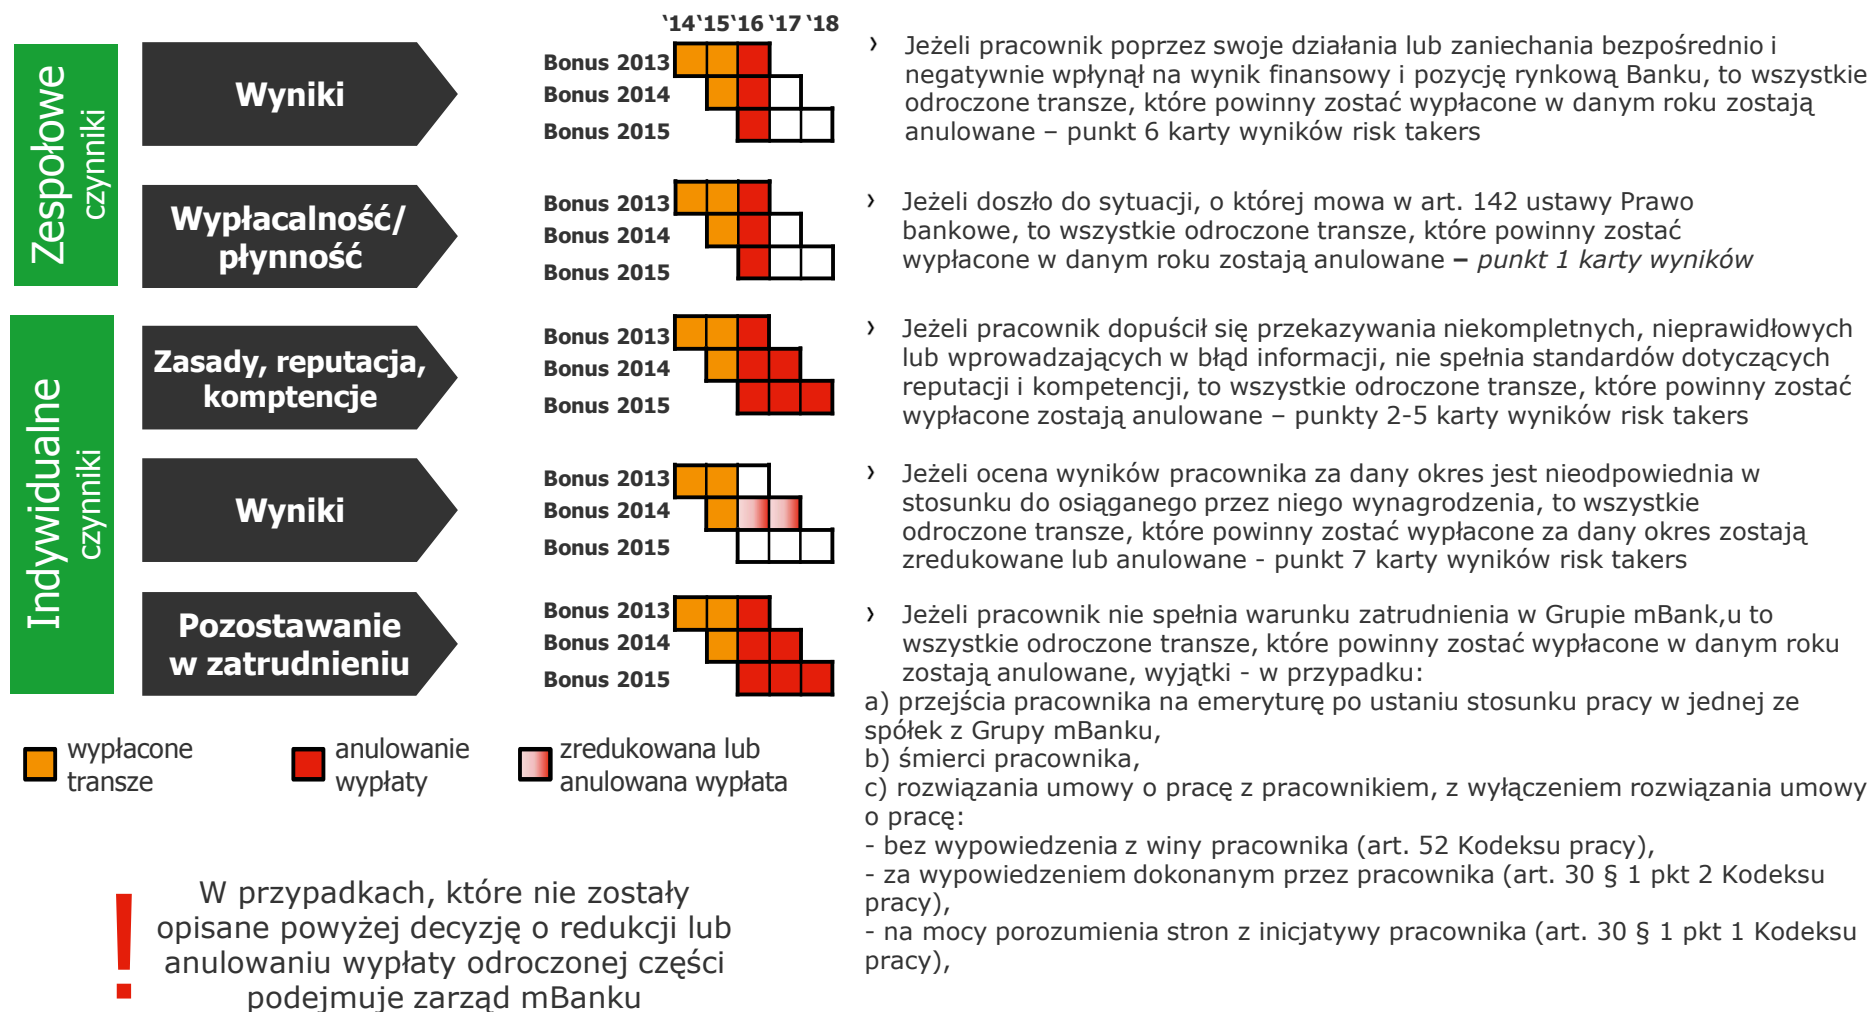 ‘14‘15‘16 ‘17 ‘18
Zespołowe
czynniki
Wyniki
Bonus 2013
Bonus 2014
Bonus 2015
› Jeżeli pracownik poprzez swoje działania lub zaniechania bezpośrednio i
negatywnie wpłynął na wynik finansowy i pozycję rynkową Banku, to wszystkie
odroczone transze, które powinny zostać wypłacone w danym roku zostają
anulowane – punkt 6 karty wyników risk takers
Wypłacalność/
płynność
Bonus 2013
Bonus 2014
Bonus 2015
› Jeżeli doszło do sytuacji, o której mowa w art. 142 ustawy Prawo
bankowe, to wszystkie odroczone transze, które powinny zostać
wypłacone w danym roku zostają anulowane – punkt 1 karty wyników
Indywidualne
czynniki
Zasady, reputacja,
komptencje
Bonus 2013
Bonus 2014
Bonus 2015
› Jeżeli pracownik dopuścił się przekazywania niekompletnych, nieprawidłowych
lub wprowadzających w błąd informacji, nie spełnia standardów dotyczących
reputacji i kompetencji, to wszystkie odroczone transze, które powinny zostać
wypłacone zostają anulowane – punkty 2-5 karty wyników risk takers
Wyniki
Bonus 2013
Bonus 2014
Bonus 2015
› Jeżeli ocena wyników pracownika za dany okres jest nieodpowiednia w
stosunku do osiąganego przez niego wynagrodzenia, to wszystkie
odroczone transze, które powinny zostać wypłacone za dany okres zostają
zredukowane lub anulowane - punkt 7 karty wyników risk takers
Pozostawanie
w zatrudnieniu
Bonus 2013
Bonus 2014
Bonus 2015
› Jeżeli pracownik nie spełnia warunku zatrudnienia w Grupie mBank,u to
wszystkie odroczone transze, które powinny zostać wypłacone w danym roku
zostają anulowane, wyjątki - w przypadku:
a) przejścia pracownika na emeryturę po ustaniu stosunku pracy w jednej ze
spółek z Grupy mBanku,
b) śmierci pracownika,
c) rozwiązania umowy o pracę z pracownikiem, z wyłączeniem rozwiązania umowy
o pracę:
- bez wypowiedzenia z winy pracownika (art. 52 Kodeksu pracy),
- za wypowiedzeniem dokonanym przez pracownika (art. 30 § 1 pkt 2 Kodeksu
pracy),
- na mocy porozumienia stron z inicjatywy pracownika (art. 30 § 1 pkt 1 Kodeksu
pracy),
wypłacone
transze
anulowanie
wypłaty
zredukowana lub
anulowana wypłata
!
W przypadkach, które nie zostały
opisane powyżej decyzję o redukcji lub
anulowaniu wypłaty odroczonej części
podejmuje zarząd mBanku